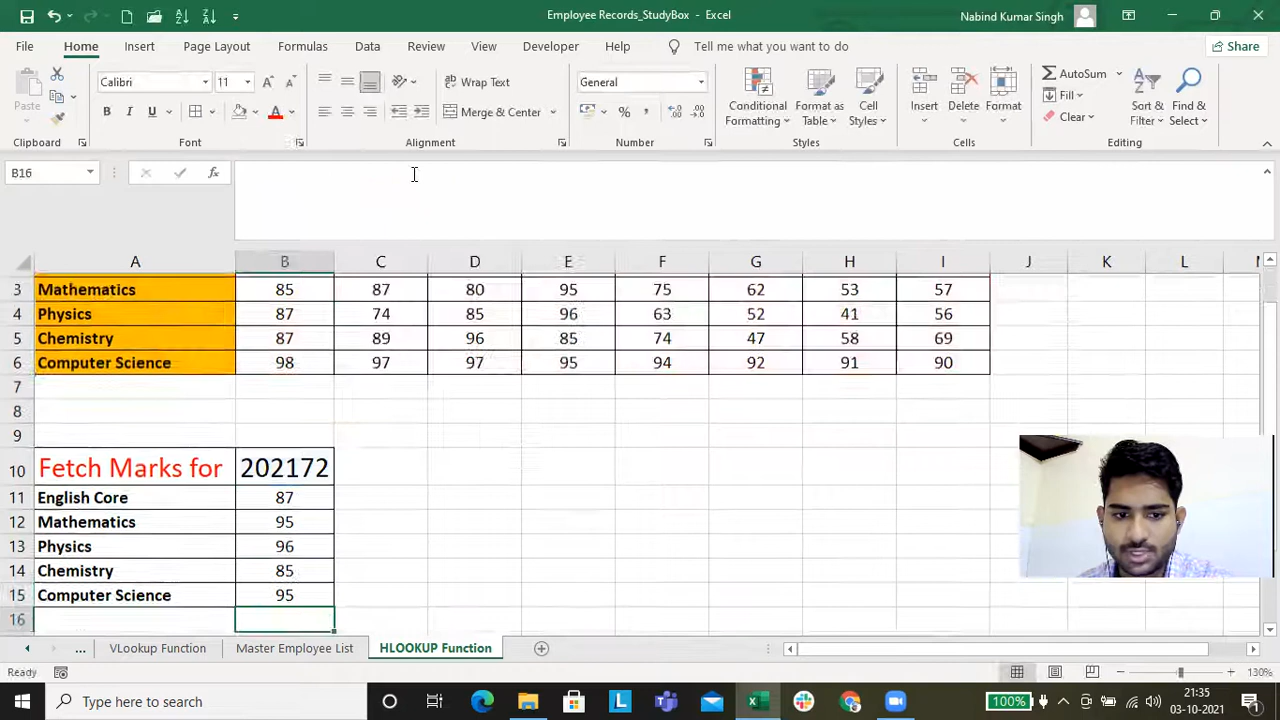 Employee Records_StudyBox - Excel
Nabind Kumar Singh
File Home Insert Page Layout Formulas Data Review View Developer Help Tell me what you want to do Share
Paste
Calibri 11
B I U A
Wrap Text
Merge & Center
General
%
Conditional Formatting
Format as Table
Cell Styles
Insert
Delete
Format
AutoSum
Fill
Clear
Sort & Filter
Find & Select
Clipboard Font Alignment Number Styles Cells Editing
B16 fx
A B C D E F G H I J K L
3 Mathematics 85 87 80 95 75 62 53 57
4 Physics 87 74 85 96 63 52 41 56
5 Chemistry 87 89 96 85 74 47 58 69
6 Computer Science 98 97 97 95 94 92 91 90
7
8
9
10 Fetch Marks for 202172
11 English Core 87
12 Mathematics 95
13 Physics 96
14 Chemistry 85
15 Computer Science 95
16
... VLookup Function Master Employee List HLOOKUP Function
Ready 130%
Type here to search
100%
21:35
03-10-2021